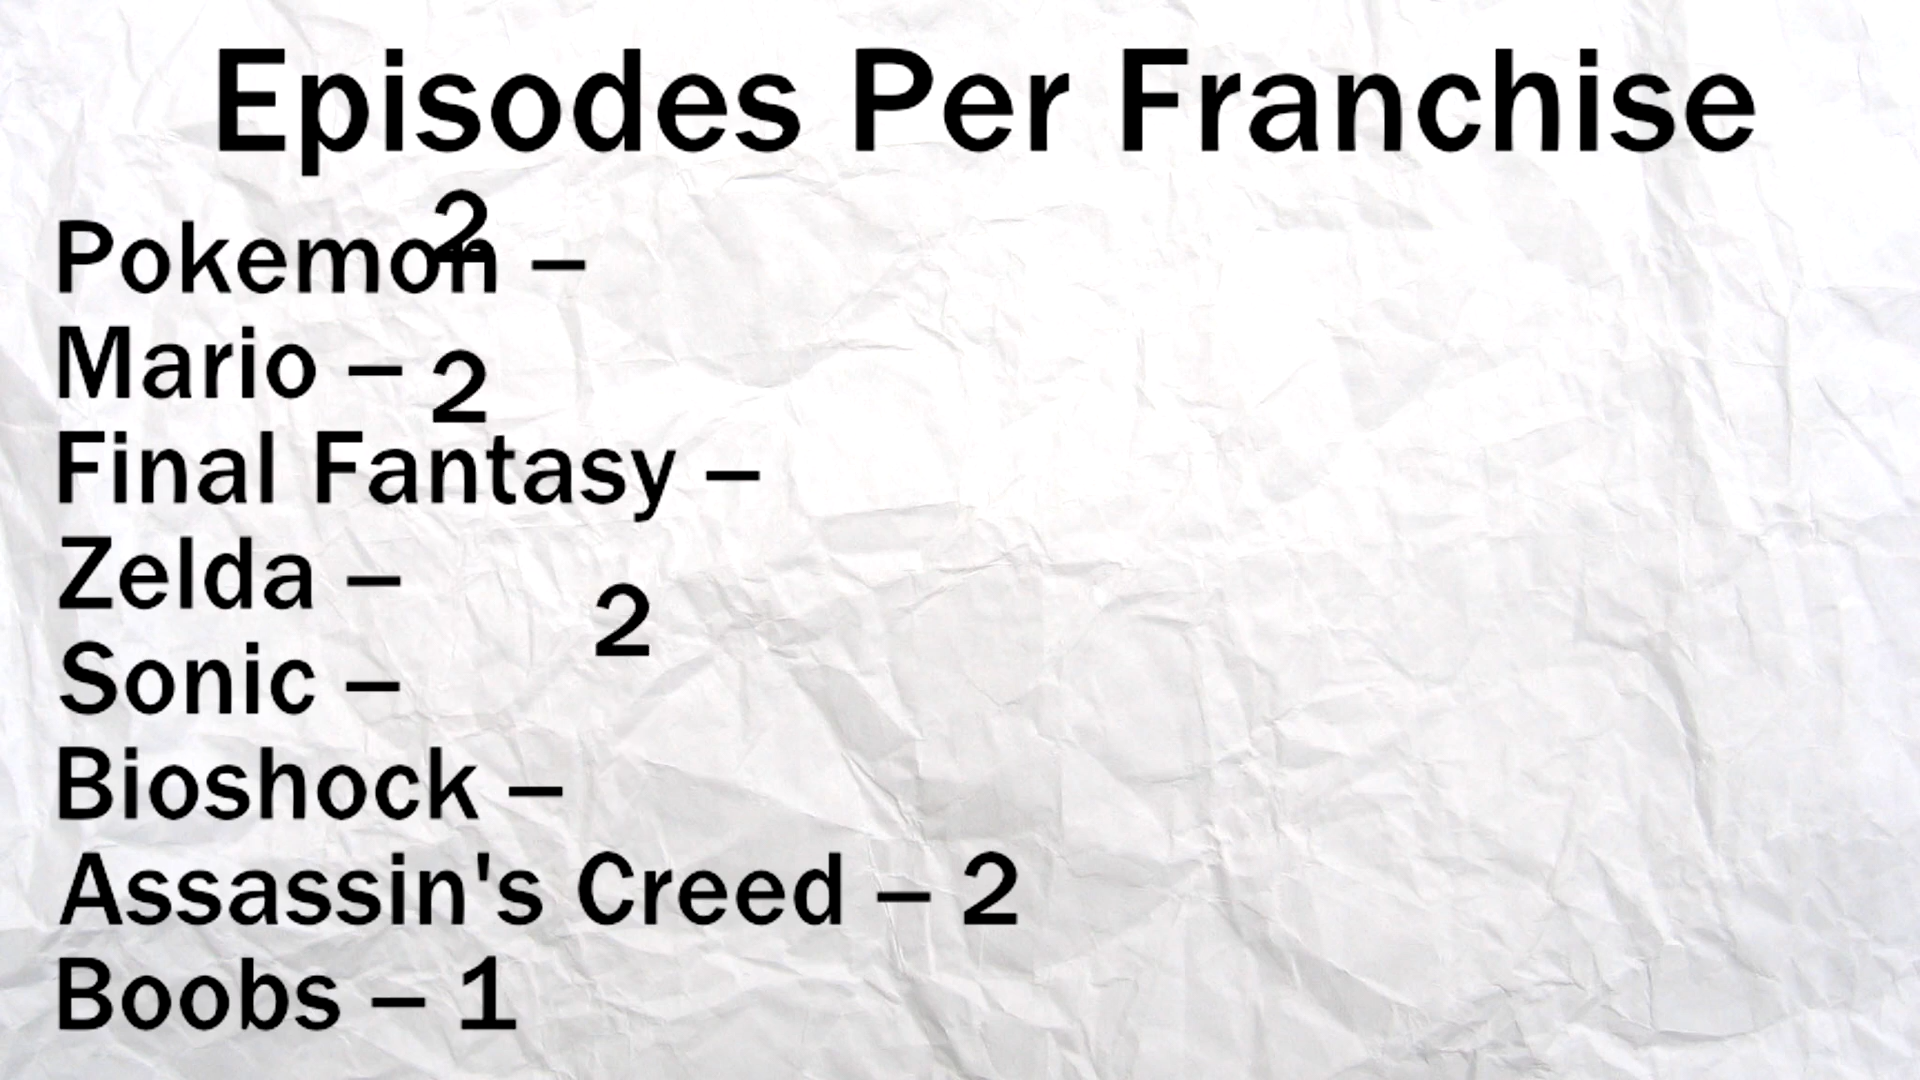 Episodes Per Franchise
2
Pokemon –
Mario – 2
Final Fantasy –
Zelda –
2
Sonic –
Bioshock –
Assassin's Creed – 2
Boobs – 1